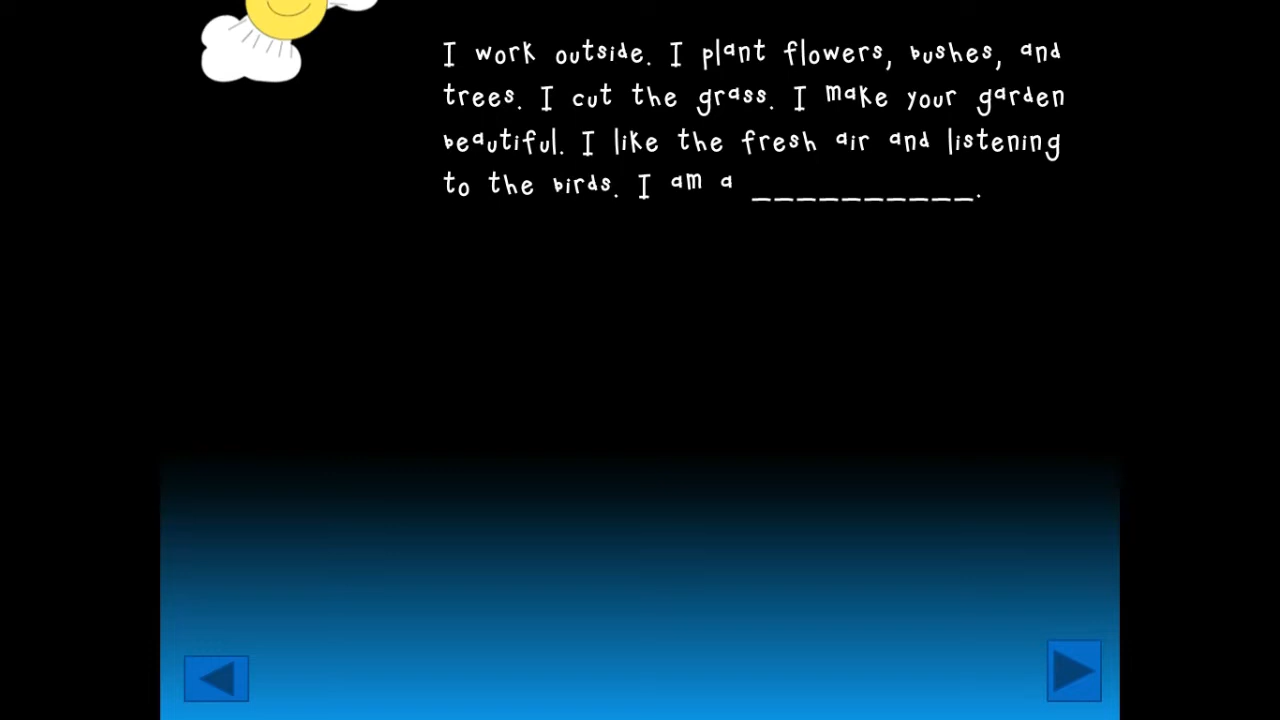 I work outside. I plant flowers, bushes, and
trees. I cut the grass. I make your garden
beautiful. I like the fresh air and listening
to the birds. I am a __________.